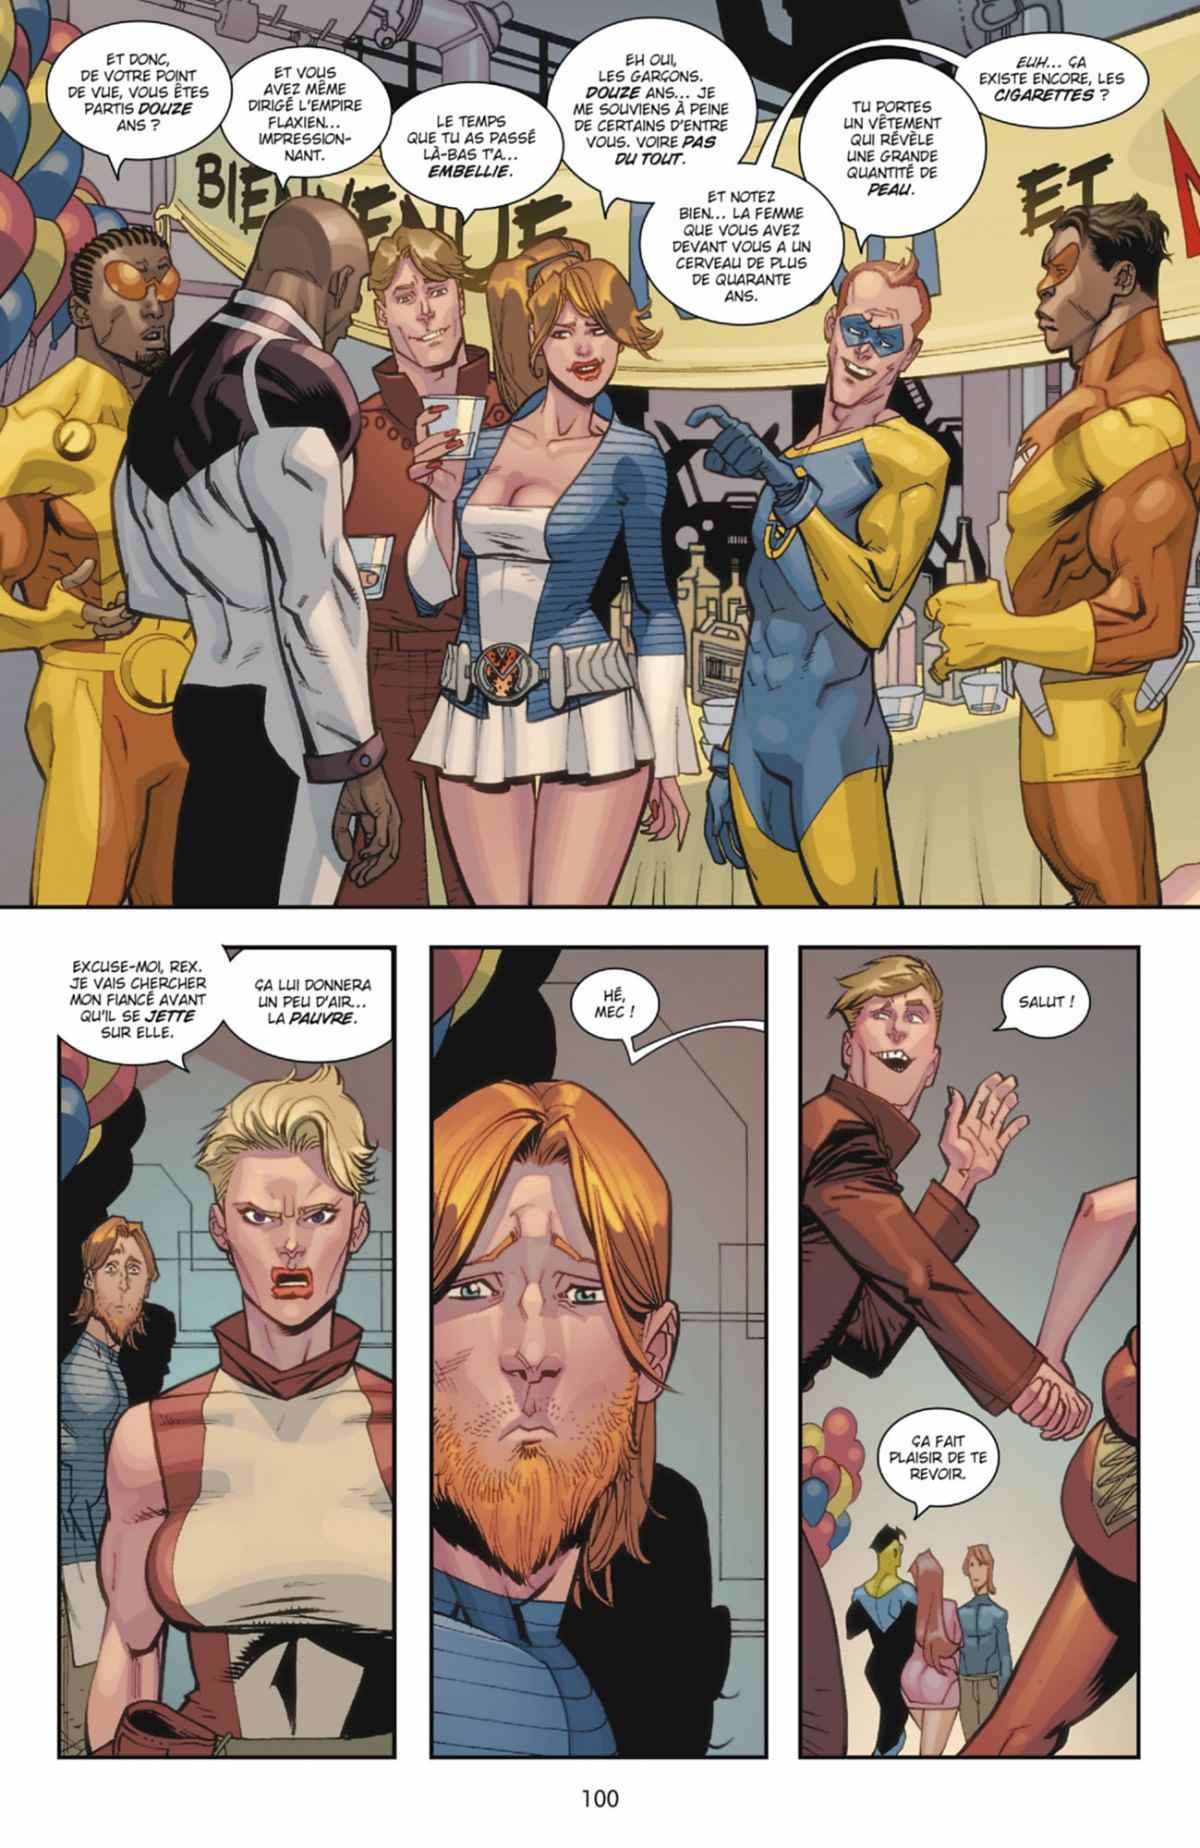 ET DONC,
DE VOTRE POINT
DE VUE, VOUS ÊTES
PARTIS DOUZE
ANS ?
ET VOUS
AVEZ MÊME
DIRIGÉ L'EMPIRE
FLAXIEN...
IMPRESSION-
NANT.
LE TEMPS
QUE TU AS PASSÉ
LÀ-BAS T'A...
EMBELLIE.
EH OUI,
LES GARÇONS.
DOUZE ANS... JE
ME SOUVIENS À PEINE
DE CERTAINS D'ENTRE
VOUS. VOIRE PAS
DU TOUT.
ET NOTEZ
BIEN... LA FEMME
QUE VOUS AVEZ
DEVANT VOUS A UN
CERVEAU DE PLUS
DE QUARANTE
ANS.
TU PORTES
UN VÊTEMENT
QUI RÉVÈLE
UNE GRANDE
QUANTITÉ DE
PEAU.
EUH... ÇA
EXISTE ENCORE, LES
CIGARETTES ?
BIENVENUE
ET
EXCUSE-MOI, REX.
JE VAIS CHERCHER
MON FIANCÉ AVANT
QU'IL SE JETTE
SUR ELLE.
ÇA LUI DONNERA
UN PEU D'AIR...
LA PAUVRE.
HÉ,
MEC !
SALUT !
ÇA FAIT
PLAISIR DE TE
REVOIR.
100